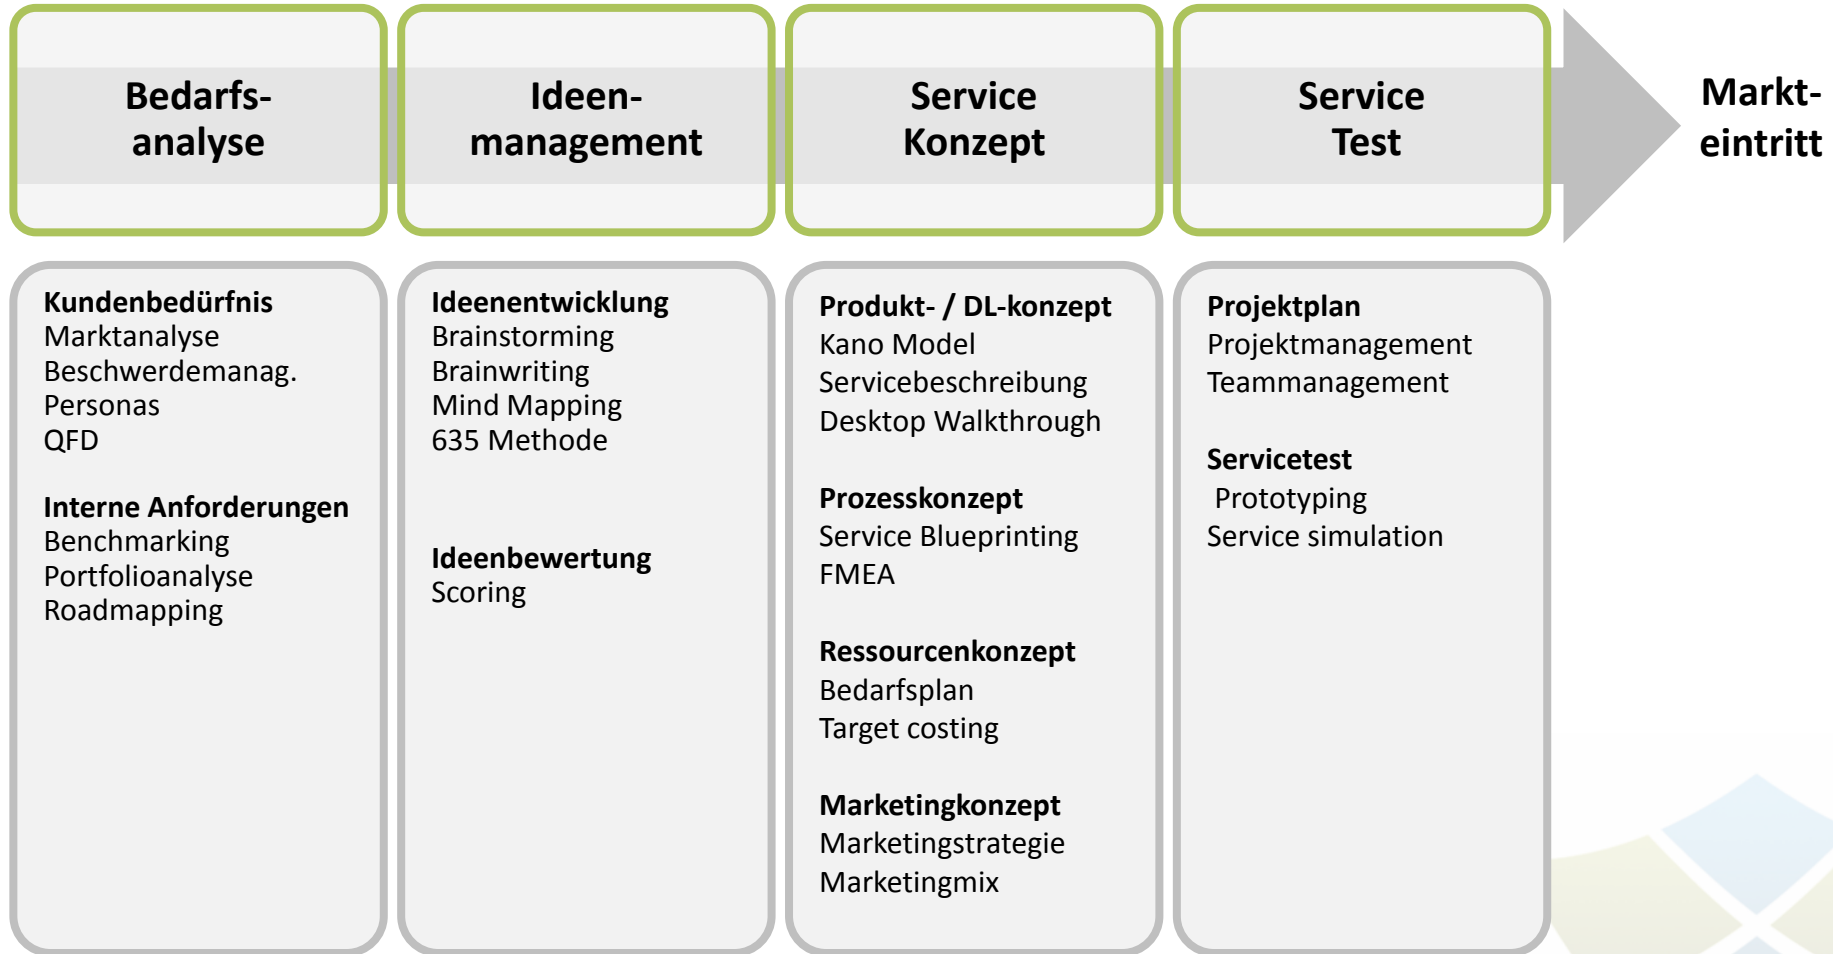 Bedarfs-
analyse
Ideen-
management
Service
Konzept
Service
Test
Markt-
eintritt
Kundenbedürfnis
Marktanalyse
Beschwerdemanag.
Personas
QFD
Interne Anforderungen
Benchmarking
Portfolioanalyse
Roadmapping
Ideenentwicklung
Brainstorming
Brainwriting
Mind Mapping
635 Methode
Ideenbewertung
Scoring
Produkt- / DL-konzept
Kano Model
Servicebeschreibung
Desktop Walkthrough
Prozesskonzept
Service Blueprinting
FMEA
Ressourcenkonzept
Bedarfsplan
Target costing
Marketingkonzept
Marketingstrategie
Marketingmix
Projektplan
Projektmanagement
Teammanagement
Servicetest
Prototyping
Service simulation